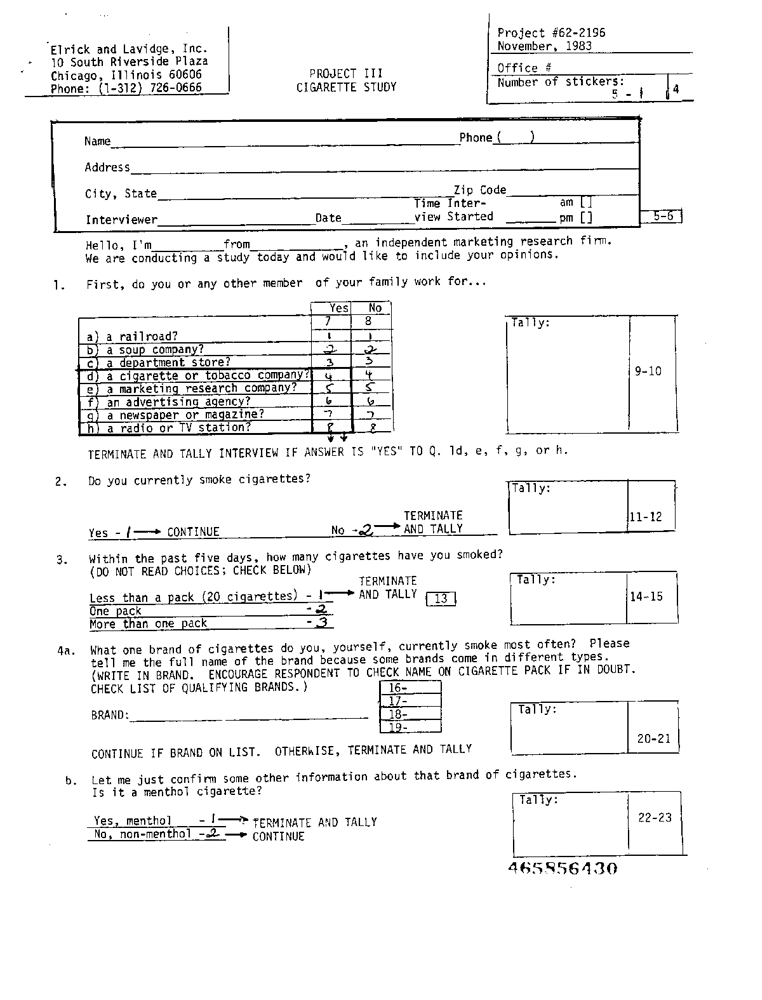 Elrick and Lavidge, Inc.
10 South Riverside Plaza
Chicago, Illinois 60606
Phone: (1-312) 726-0666
PROJECT III
CIGARETTE STUDY
Project #62-2196
November, 1983
Office #
Number of stickers:
5 - 1 4
Name Phone ( )
Address
City, State Zip Code
Time Inter- am []
Interviewer Date view Started pm [] 5-6
Hello, I'm from , an independent marketing research firm.
We are conducting a study today and would like to include your opinions.
1. First, do you or any other member of your family work for...
Yes No
7 8
a) a railroad? 1 1
b) a soup company? 2 2
c) a department store? 3 3
d) a cigarette or tobacco company? 4 4
e) a marketing research company? 5 5
f) an advertising agency? 6 6
g) a newspaper or magazine? 7 7
h) a radio or TV station? 8 8
Tally:
9-10
TERMINATE AND TALLY INTERVIEW IF ANSWER IS "YES" TO Q. 1d, e, f, g, or h.
2. Do you currently smoke cigarettes?
Yes - 1 → CONTINUE No - 2 → TERMINATE AND TALLY
Tally:
11-12
3. Within the past five days, how many cigarettes have you smoked?
(DO NOT READ CHOICES; CHECK BELOW)
Less than a pack (20 cigarettes) - 1 → TERMINATE AND TALLY 13
One pack - 2
More than one pack - 3
Tally:
14-15
4a. What one brand of cigarettes do you, yourself, currently smoke most often? Please
tell me the full name of the brand because some brands come in different types.
(WRITE IN BRAND. ENCOURAGE RESPONDENT TO CHECK NAME ON CIGARETTE PACK IF IN DOUBT.
CHECK LIST OF QUALIFYING BRANDS.)
16-
17-
BRAND: 18-
19-
Tally:
20-21
CONTINUE IF BRAND ON LIST. OTHERWISE, TERMINATE AND TALLY
b. Let me just confirm some other information about that brand of cigarettes.
Is it a menthol cigarette?
Yes, menthol - 1 → TERMINATE AND TALLY
No, non-menthol - 2 → CONTINUE
Tally:
22-23
465856430